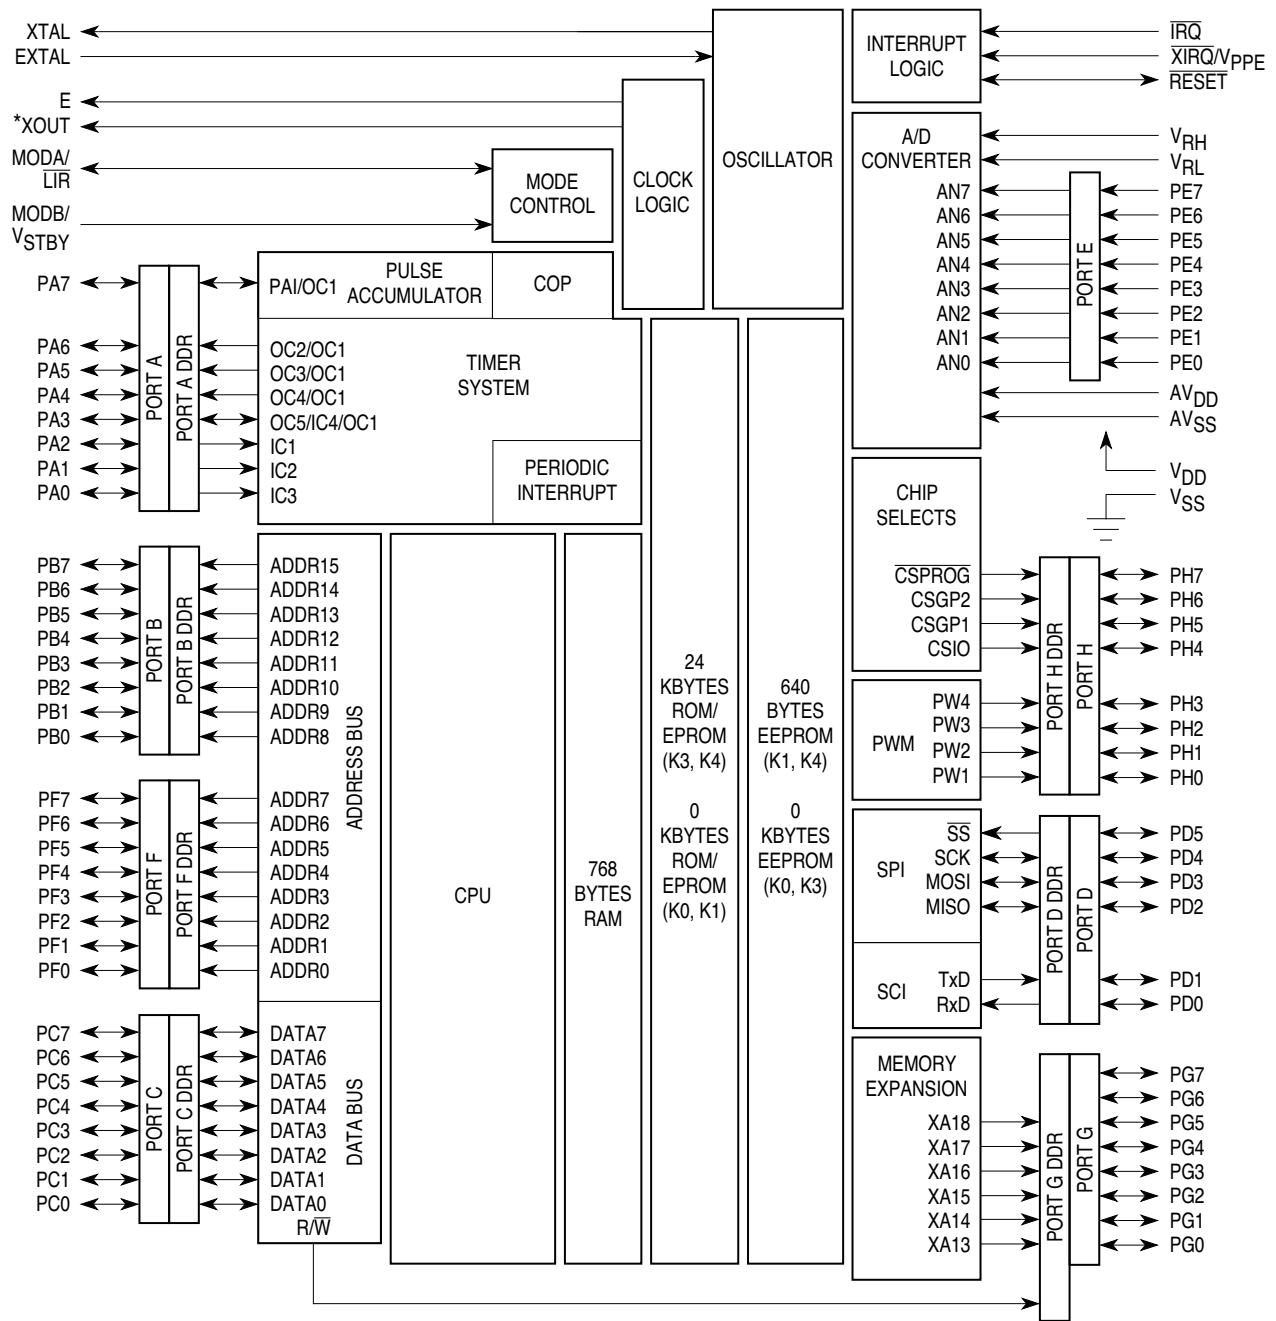 XTAL
EXTAL
E
*XOUT
MODA/
LIR
MODB/
VSTBY
MODE
CONTROL
CLOCK
LOGIC
OSCILLATOR
INTERRUPT
LOGIC
IRQ
XIRQ/VPPE
RESET
A/D
CONVERTER
VRH
VRL
AN7
AN6
AN5
AN4
AN3
AN2
AN1
AN0
PORT E
PE7
PE6
PE5
PE4
PE3
PE2
PE1
PE0
AVDD
AVSS
VDD
VSS
PA7
PA6
PA5
PA4
PA3
PA2
PA1
PA0
PORT A
PORT A DDR
PAI/OC1
PULSE
ACCUMULATOR
COP
OC2/OC1
OC3/OC1
OC4/OC1
OC5/IC4/OC1
IC1
IC2
IC3
TIMER
SYSTEM
PERIODIC
INTERRUPT
PB7
PB6
PB5
PB4
PB3
PB2
PB1
PB0
PORT B
PORT B DDR
ADDR15
ADDR14
ADDR13
ADDR12
ADDR11
ADDR10
ADDR9
ADDR8
ADDRESS BUS
PF7
PF6
PF5
PF4
PF3
PF2
PF1
PF0
PORT F
PORT F DDR
ADDR7
ADDR6
ADDR5
ADDR4
ADDR3
ADDR2
ADDR1
ADDR0
PC7
PC6
PC5
PC4
PC3
PC2
PC1
PC0
PORT C
PORT C DDR
DATA7
DATA6
DATA5
DATA4
DATA3
DATA2
DATA1
DATA0
R/W
DATA BUS
CPU
768
BYTES
RAM
24
KBYTES
ROM/
EPROM
(K3, K4)
0
KBYTES
ROM/
EPROM
(K0, K1)
640
BYTES
EEPROM
(K1, K4)
0
KBYTES
EEPROM
(K0, K3)
CHIP
SELECTS
CSPROG
CSGP2
CSGP1
CSIO
PWM
PW4
PW3
PW2
PW1
PORT H DDR
PORT H
PH7
PH6
PH5
PH4
PH3
PH2
PH1
PH0
SPI
SS
SCK
MOSI
MISO
SCI
TxD
RxD
PORT D DDR
PORT D
PD5
PD4
PD3
PD2
PD1
PD0
MEMORY
EXPANSION
XA18
XA17
XA16
XA15
XA14
XA13
PORT G DDR
PORT G
PG7
PG6
PG5
PG4
PG3
PG2
PG1
PG0